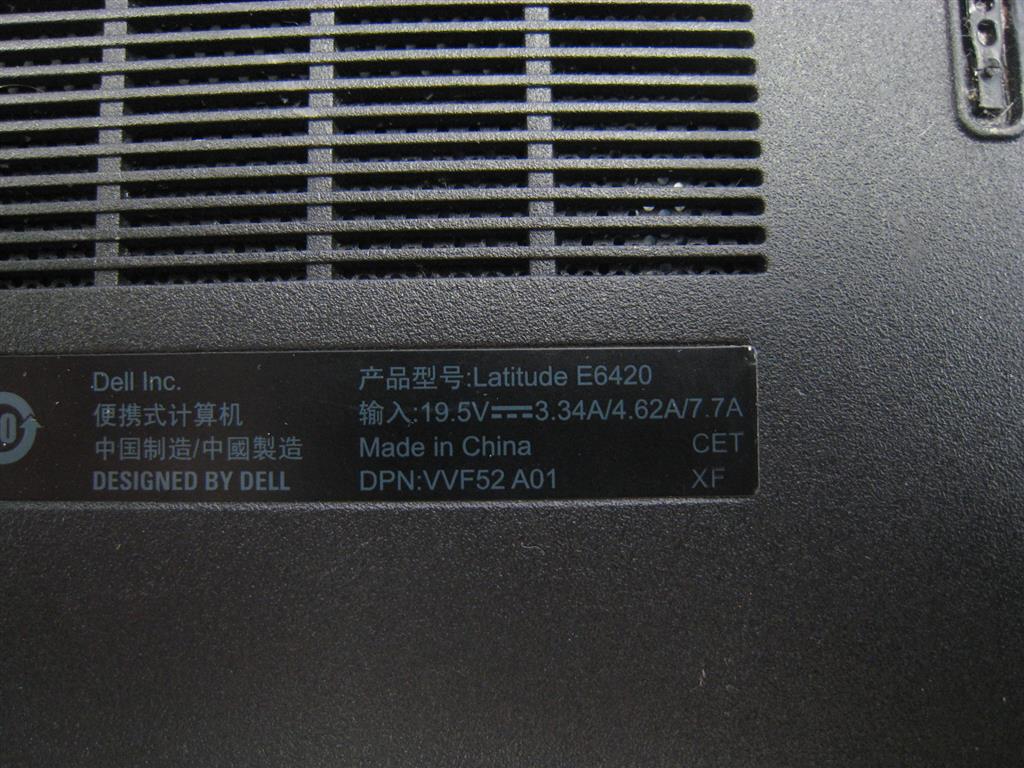 Dell Inc.
便携式计算机
中国制造/中國製造
DESIGNED BY DELL
产品型号:Latitude E6420
输入:19.5V⎓3.34A/4.62A/7.7A
Made in China
CET
DPN:VVF52 A01
XF